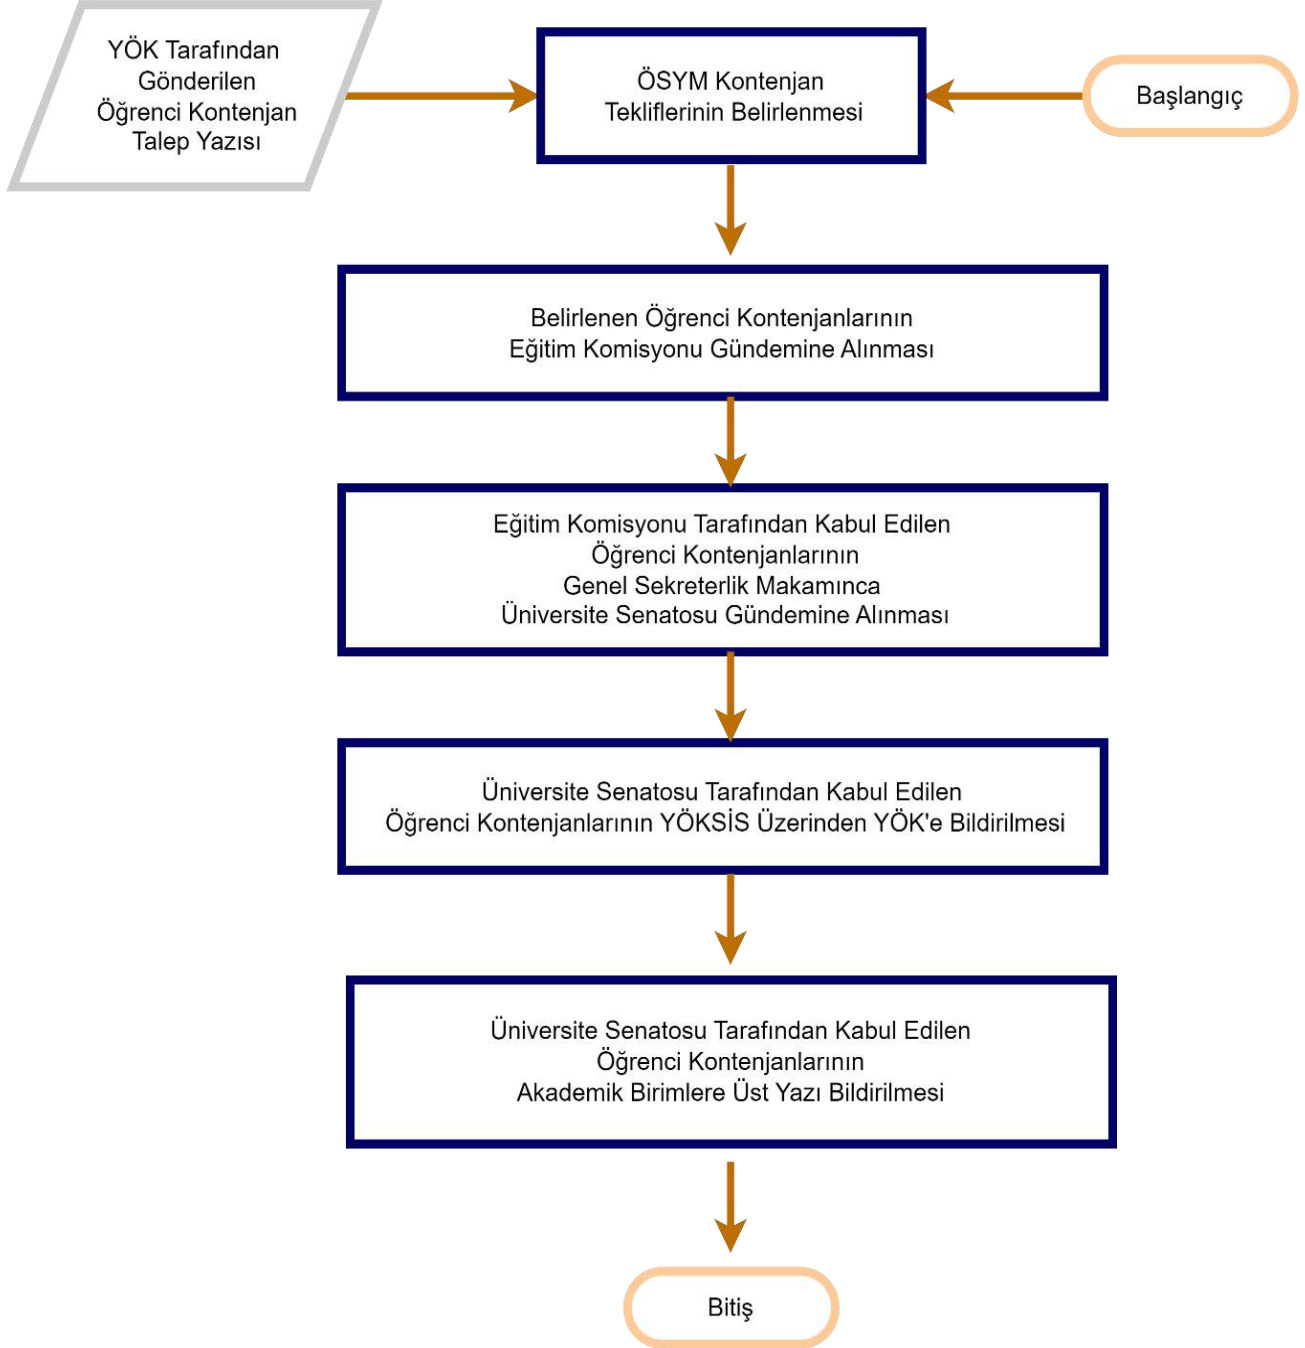 YÖK Tarafından
Gönderilen
Öğrenci Kontenjan
Talep Yazısı
ÖSYM Kontenjan
Tekliflerinin Belirlenmesi
Başlangıç
Belirlenen Öğrenci Kontenjanlarının
Eğitim Komisyonu Gündemine Alınması
Eğitim Komisyonu Tarafından Kabul Edilen
Öğrenci Kontenjanlarının
Genel Sekreterlik Makamınca
Üniversite Senatosu Gündemine Alınması
Üniversite Senatosu Tarafından Kabul Edilen
Öğrenci Kontenjanlarının YÖKSİS Üzerinden YÖK'e Bildirilmesi
Üniversite Senatosu Tarafından Kabul Edilen
Öğrenci Kontenjanlarının
Akademik Birimlere Üst Yazı Bildirilmesi
Bitiş